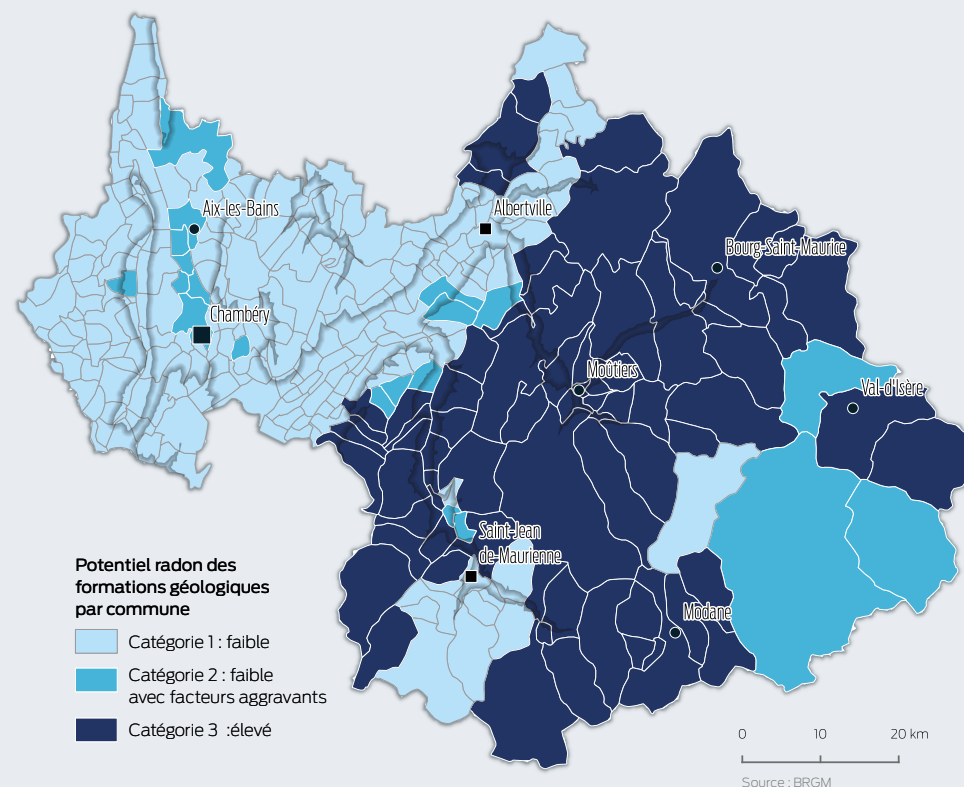 Aix-les-Bains
Albertville
Bourg-Saint-Maurice
Chambéry
Moûtiers
Val-d'Isère
Saint-Jean
de-Maurienne
Modane
Potentiel radon des
formations géologiques
par commune
Catégorie 1 : faible
Catégorie 2 : faible
avec facteurs aggravants
Catégorie 3 :élevé
0 10 20 km
Source : BRGM